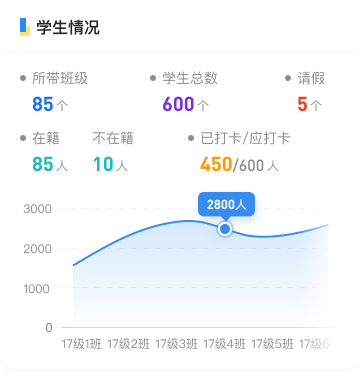 学生情况
所带班级 学生总数 请假
85个 600个 5个
在籍 不在籍 已打卡/应打卡
85人 10人 450/600人
2800人
3000
2000
1000
0
17级1班 17级2班 17级3班 17级4班 17级5班 17级6